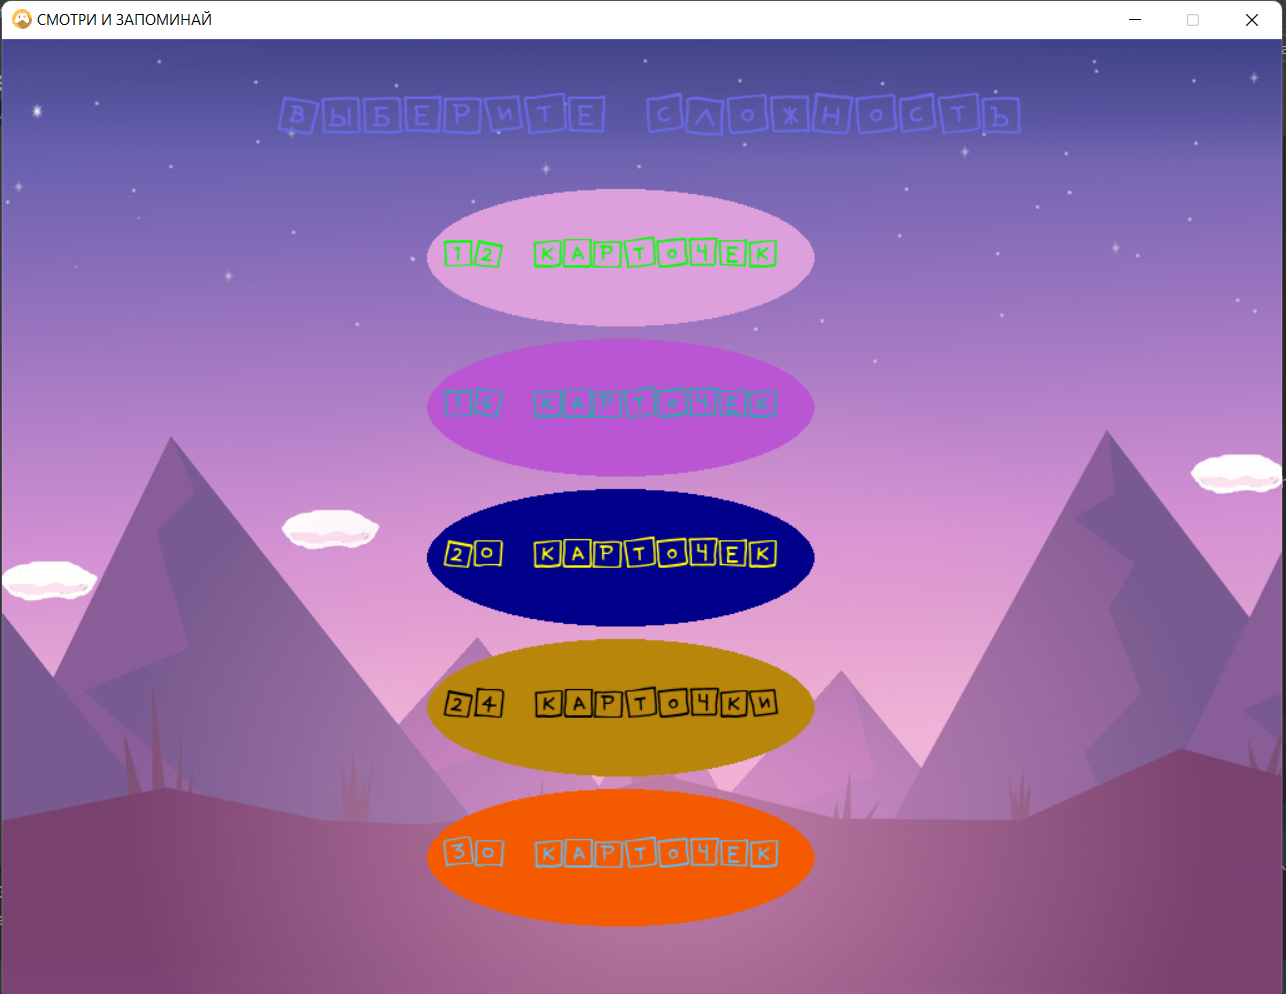 СМОТРИ И ЗАПОМИНАЙ
ВЫБЕРИТЕ СЛОЖНОСТЬ
12 КАРТОЧЕК
16 КАРТОЧЕК
20 КАРТОЧЕК
24 КАРТОЧКИ
30 КАРТОЧЕК